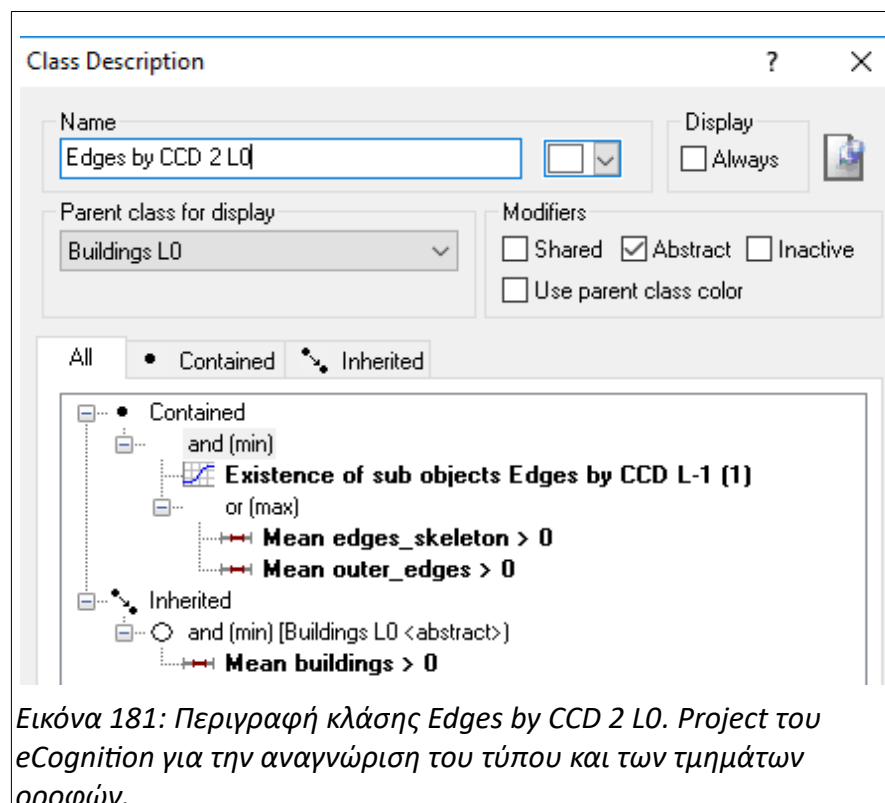 Class Description ?
Name
Edges by CCD 2 L0
Display
Always
Parent class for display
Buildings L0
Modifiers
Shared Abstract Inactive
Use parent class color
All Contained Inherited
Contained
and (min)
Existence of sub objects Edges by CCD L-1 (1)
or (max)
Mean edges_skeleton > 0
Mean outer_edges > 0
Inherited
and (min) [Buildings L0 <abstract>)
Mean buildings > 0
Εικόνα 181: Περιγραφή κλάσης Edges by CCD 2 L0. Project του
eCognition για την αναγνώριση του τύπου και των τμημάτων
οροφών.